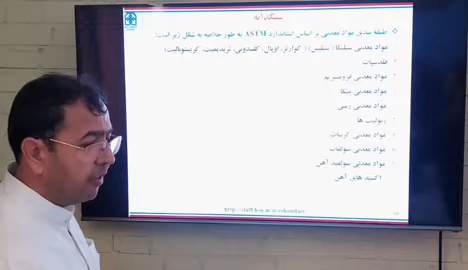 سنگدانه
طبقه بندی مواد معدنی بر اساس استاندارد ASTM به طور خلاصه به شکل زیر است:
مواد معدنی سیلیکا (سیلیس) (کوارتز، اوپال، کلسدونی، تریدیمیت، کریستوبالیت)
فلدسپات
مواد معدنی فرومنیزیم
مواد معدنی میکا
مواد معدنی رسی
زئولیت ها
مواد معدنی کربنات
مواد معدنی سولفات
مواد معدنی سولفید آهن
اکسید های آهن